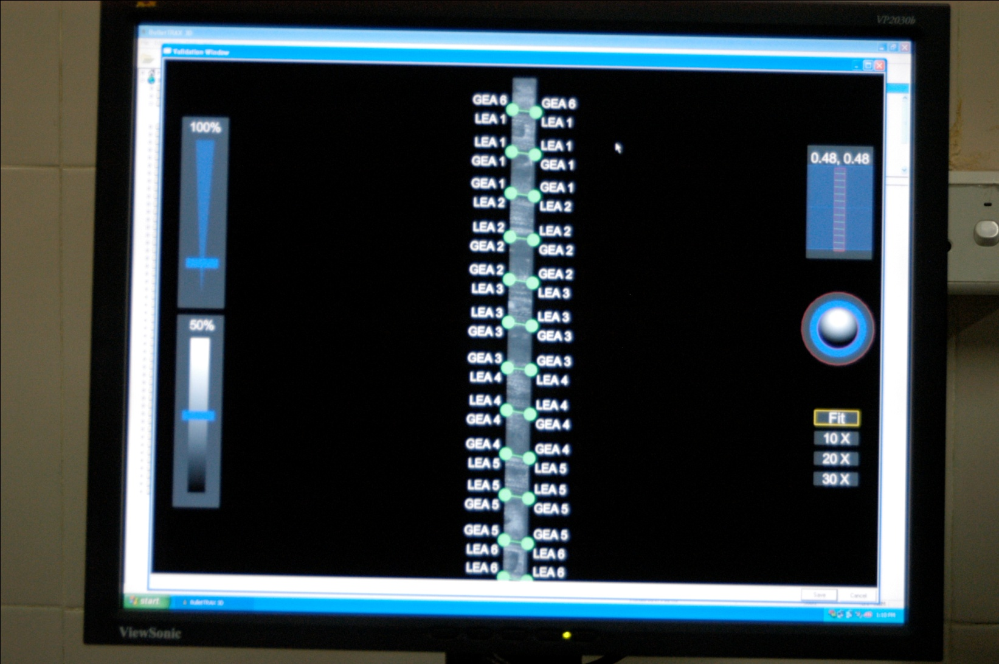 VP2030b
BulletTRAX 3D
Validation Window
100%
50%
GEA 6 GEA 6
LEA 1 LEA 1
LEA 1 LEA 1
GEA 1 GEA 1
GEA 1 GEA 1
LEA 2 LEA 2
LEA 2 LEA 2
GEA 2 GEA 2
GEA 2 GEA 2
LEA 3 LEA 3
LEA 3 LEA 3
GEA 3 GEA 3
GEA 3 GEA 3
LEA 4 LEA 4
LEA 4 LEA 4
GEA 4 GEA 4
GEA 4 GEA 4
LEA 5 LEA 5
LEA 5 LEA 5
GEA 5 GEA 5
GEA 5 GEA 5
LEA 6 LEA 6
LEA 6 LEA 6
0.48, 0.48
Fit
10 X
20 X
30 X
Save Cancel
start BulletTRAX 3D 1:10 PM
ViewSonic